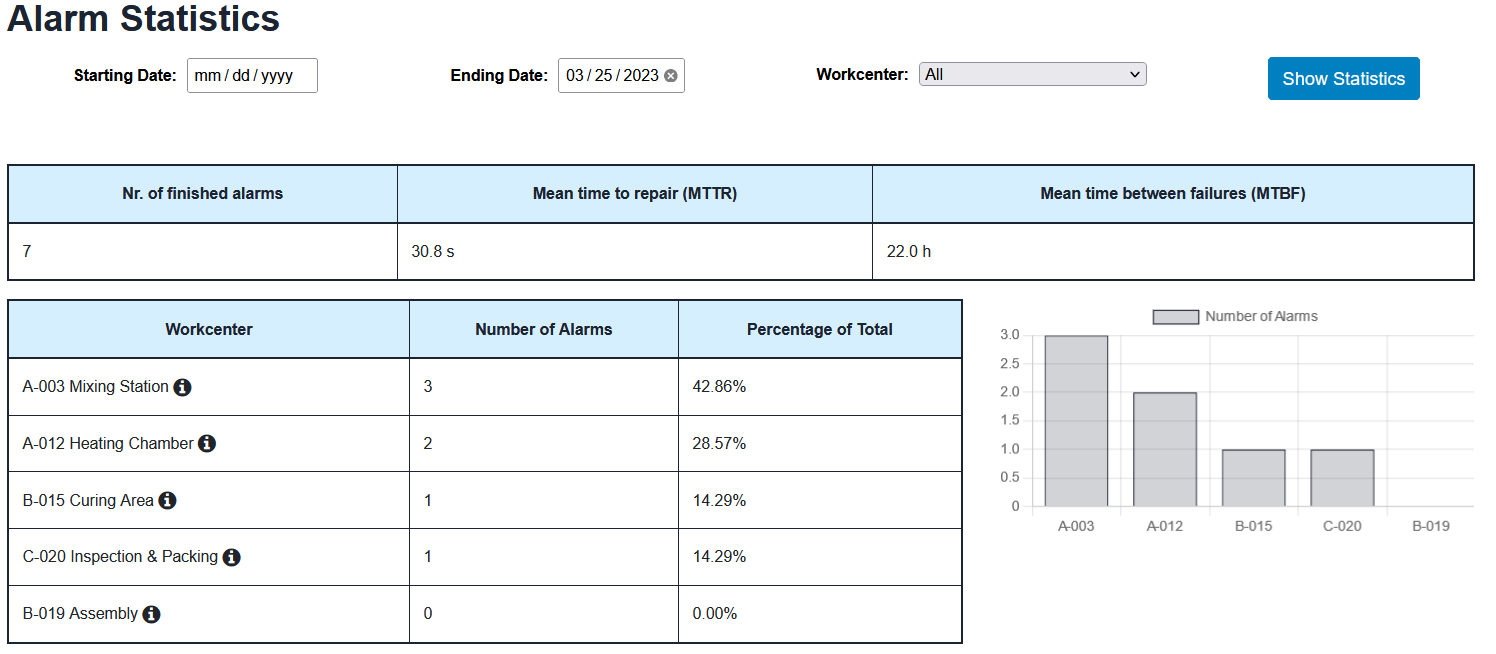 Alarm Statistics
Starting Date: mm / dd / yyyy Ending Date: 03 / 25 / 2023 Workcenter: All Show Statistics
Nr. of finished alarms Mean time to repair (MTTR) Mean time between failures (MTBF)
7 30.8 s 22.0 h
Workcenter Number of Alarms Percentage of Total
A-003 Mixing Station 3 42.86%
A-012 Heating Chamber 2 28.57%
B-015 Curing Area 1 14.29%
C-020 Inspection & Packing 1 14.29%
B-019 Assembly 0 0.00%
Number of Alarms
3.0
2.5
2.0
1.5
1.0
0.5
0
A-003 A-012 B-015 C-020 B-019